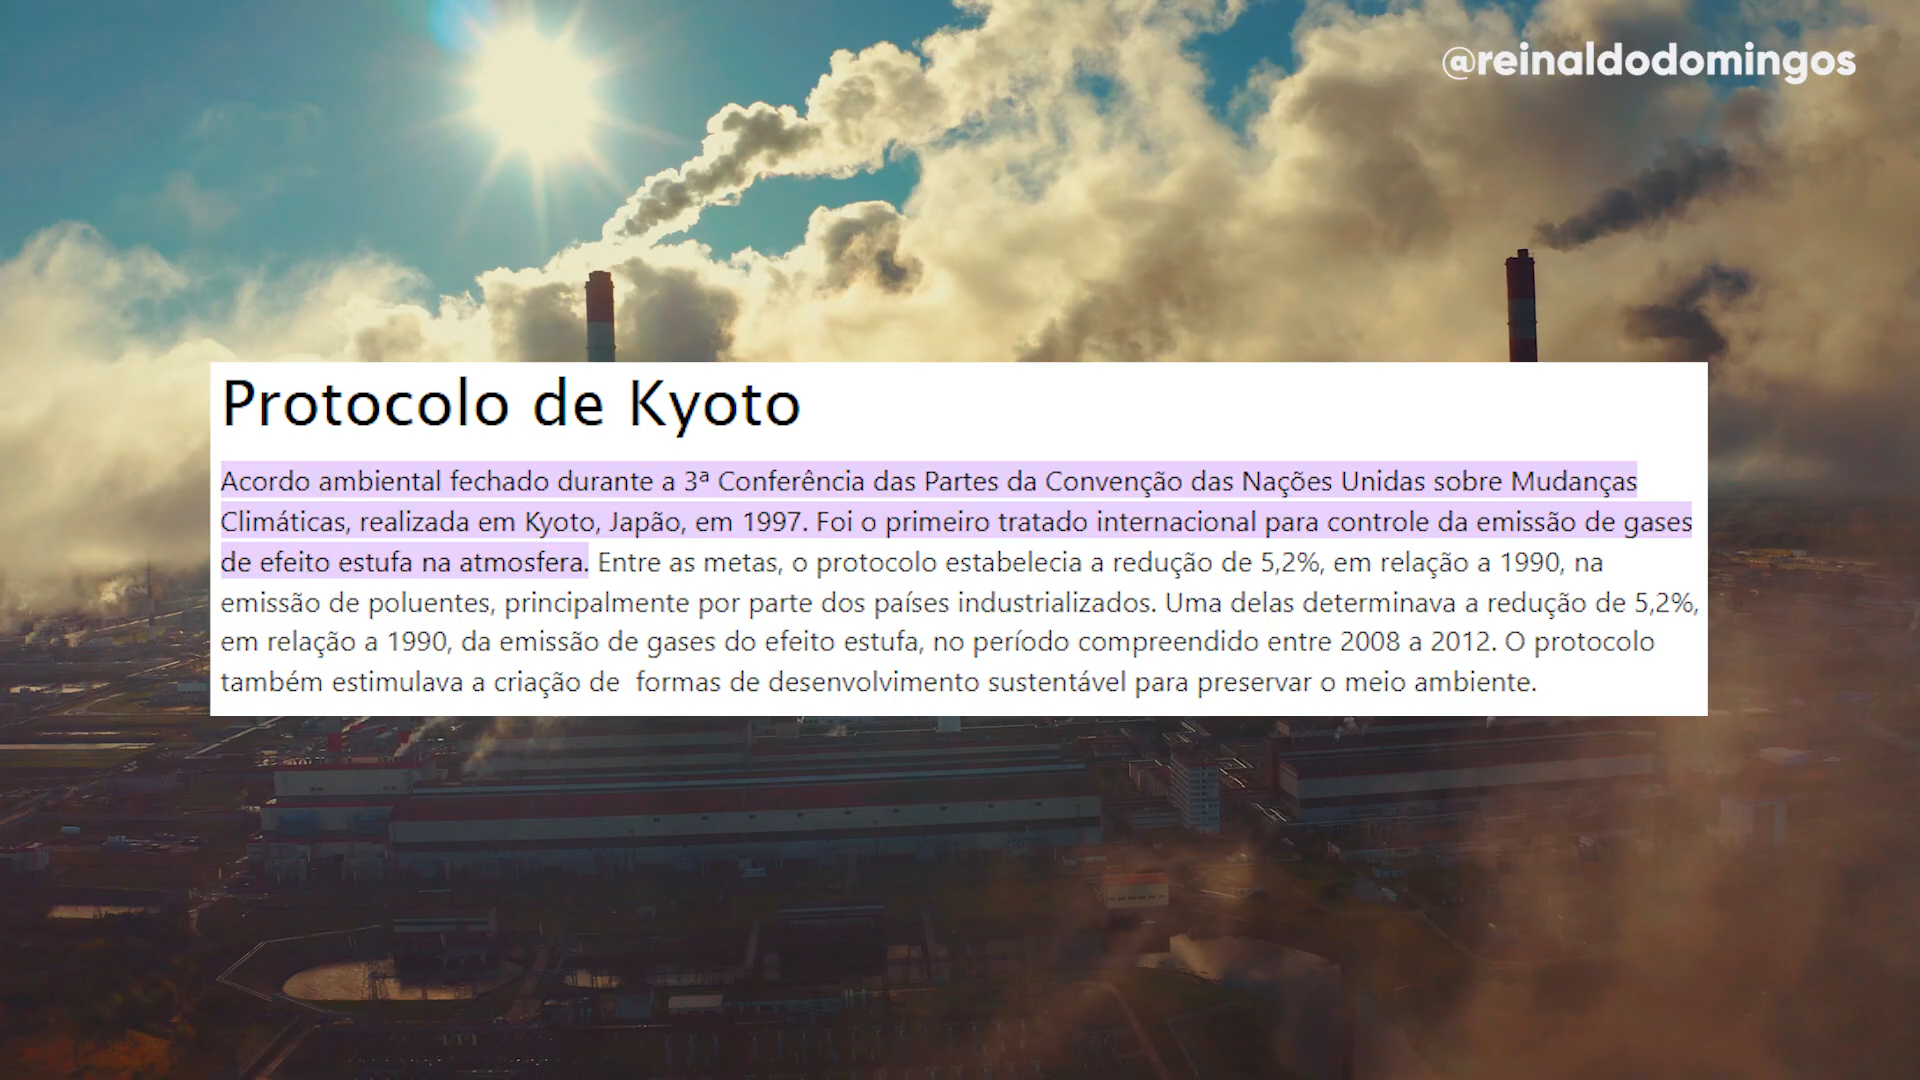 @reinaldodomingos
Protocolo de Kyoto
Acordo ambiental fechado durante a 3ª Conferência das Partes da Convenção das Nações Unidas sobre Mudanças
Climáticas, realizada em Kyoto, Japão, em 1997. Foi o primeiro tratado internacional para controle da emissão de gases
de efeito estufa na atmosfera. Entre as metas, o protocolo estabelecia a redução de 5,2%, em relação a 1990, na
emissão de poluentes, principalmente por parte dos países industrializados. Uma delas determinava a redução de 5,2%,
em relação a 1990, da emissão de gases do efeito estufa, no período compreendido entre 2008 a 2012. O protocolo
também estimulava a criação de  formas de desenvolvimento sustentável para preservar o meio ambiente.